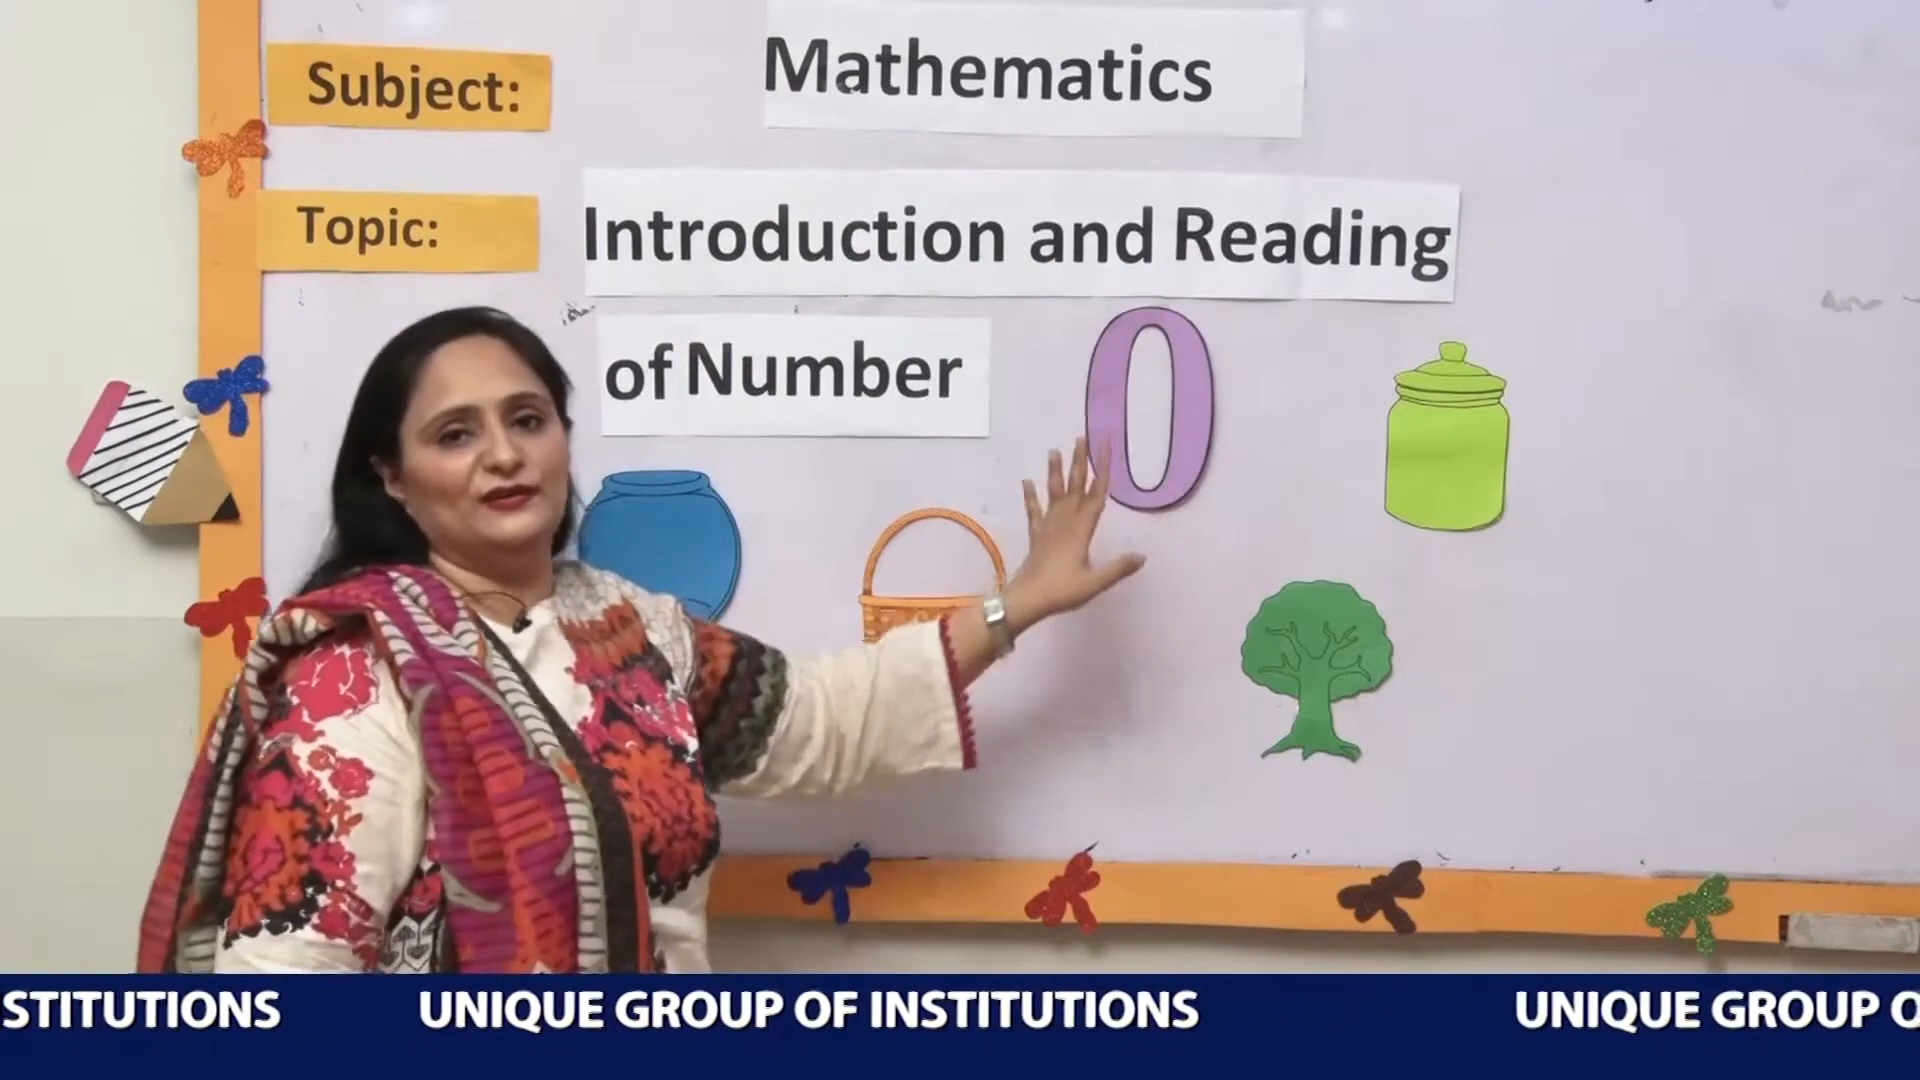 Subject:
Mathematics
Topic:
Introduction and Reading
of Number
0
STITUTIONS
UNIQUE GROUP OF INSTITUTIONS
UNIQUE GROUP O